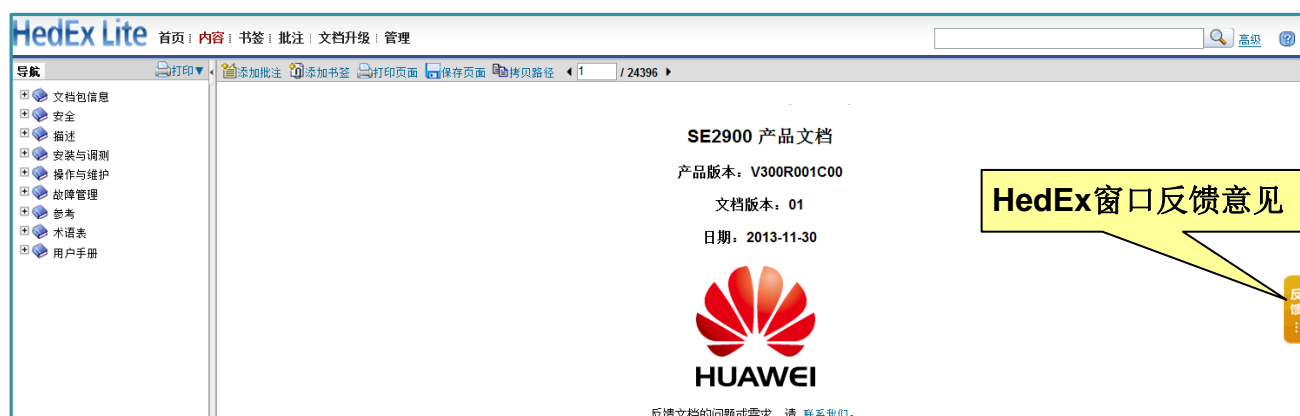 HedEx Lite 首页 | 内容 | 书签 | 批注 | 文档升级 | 管理 高级
导航 打印▼ 添加批注 添加书签 打印页面 保存页面 拷贝路径 1 / 24396
文档包信息
安全
描述
安装与调测
操作与维护
故障管理
参考
术语表
用户手册
SE2900 产品文档
产品版本：V300R001C00
文档版本：01
日期：2013-11-30
HedEx窗口反馈意见
反馈...
HUAWEI
反馈文档的问题或需求，请 联系我们。